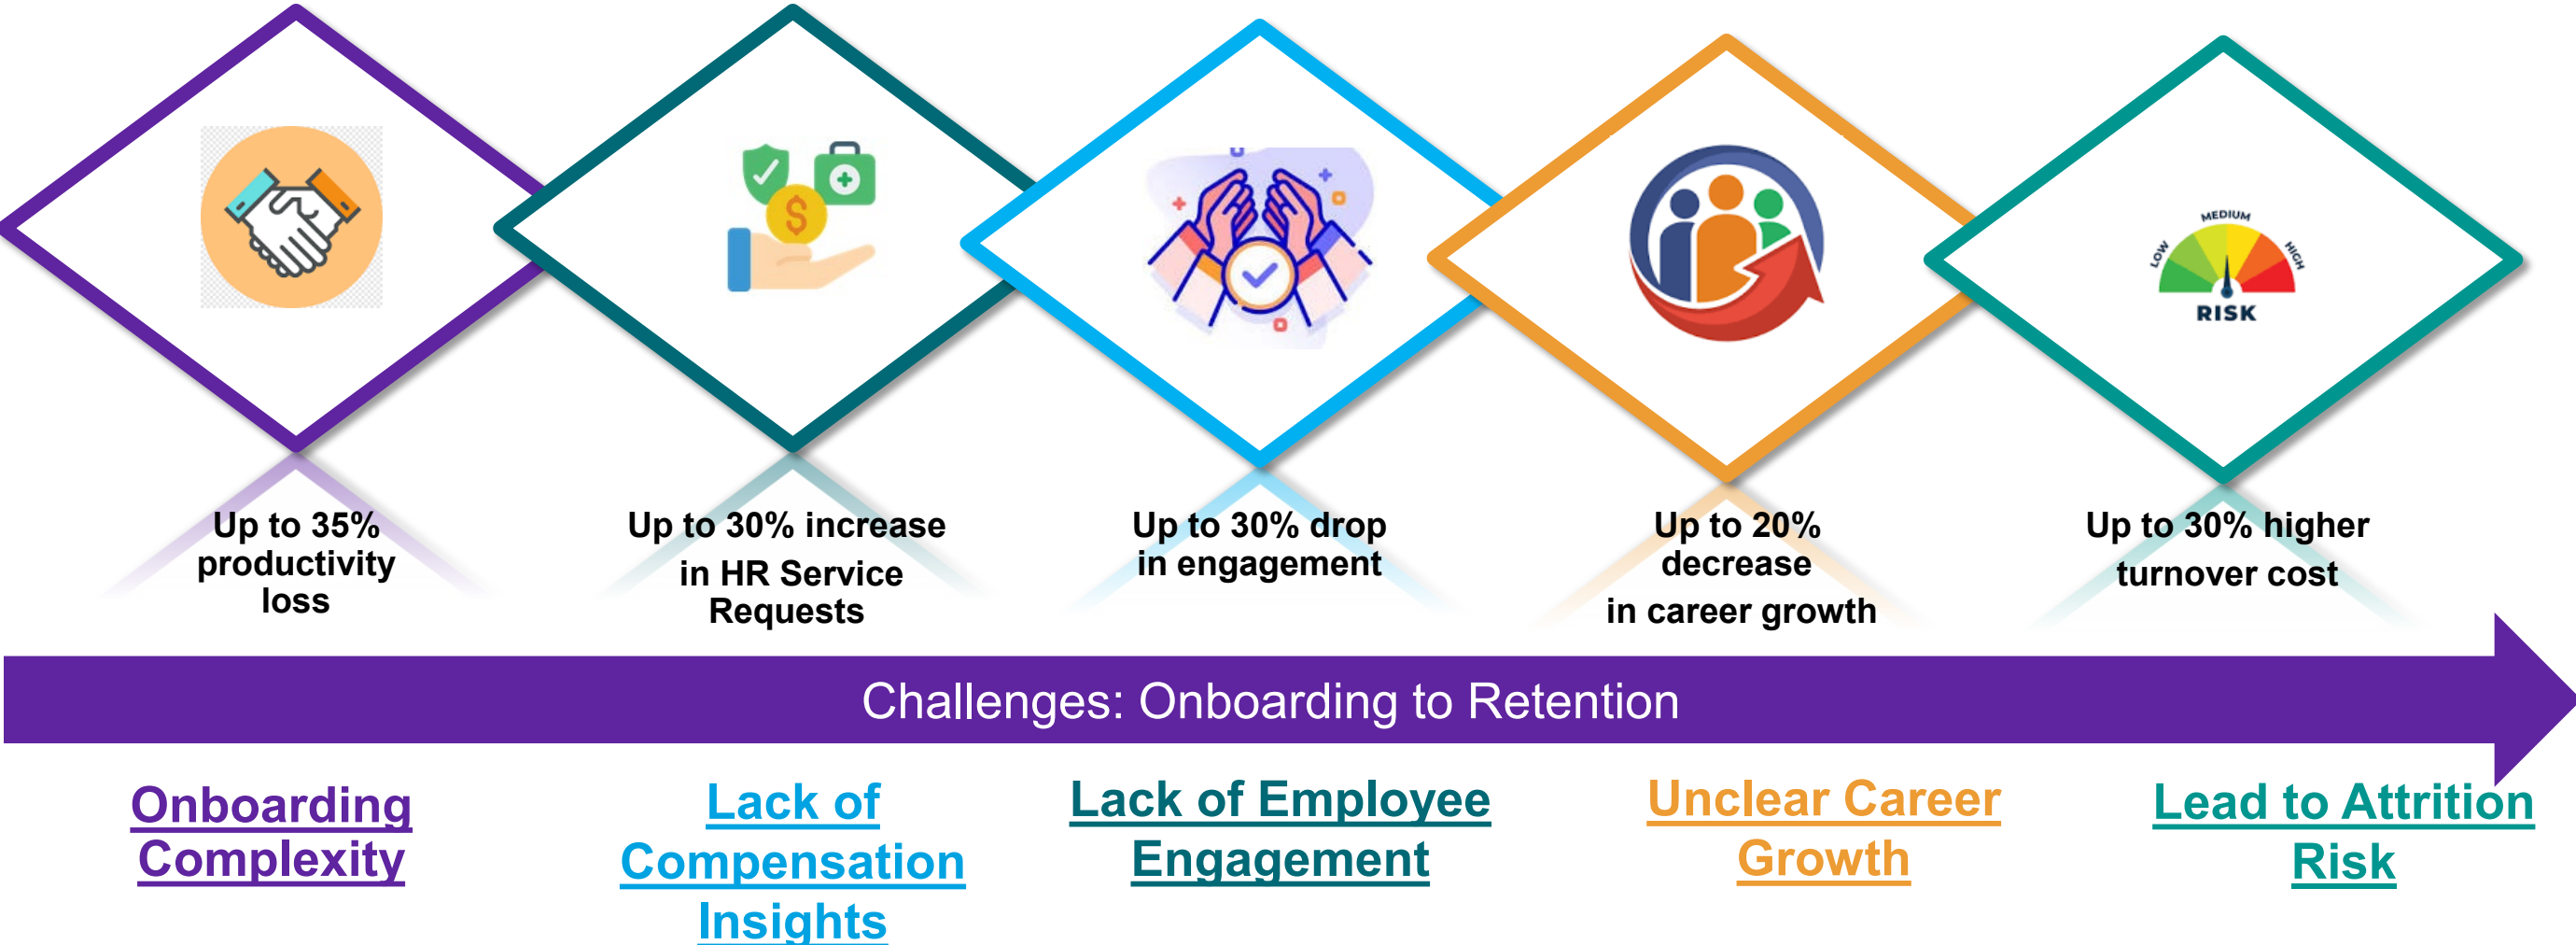 LOW
MEDIUM
HIGH
RISK
Up to 35%
productivity
loss
Up to 30% increase
in HR Service
Requests
Up to 30% drop
in engagement
Up to 20%
decrease
in career growth
Up to 30% higher
turnover cost
Challenges: Onboarding to Retention
Onboarding
Complexity
Lack of
Compensation
Insights
Lack of Employee
Engagement
Unclear Career
Growth
Lead to Attrition
Risk